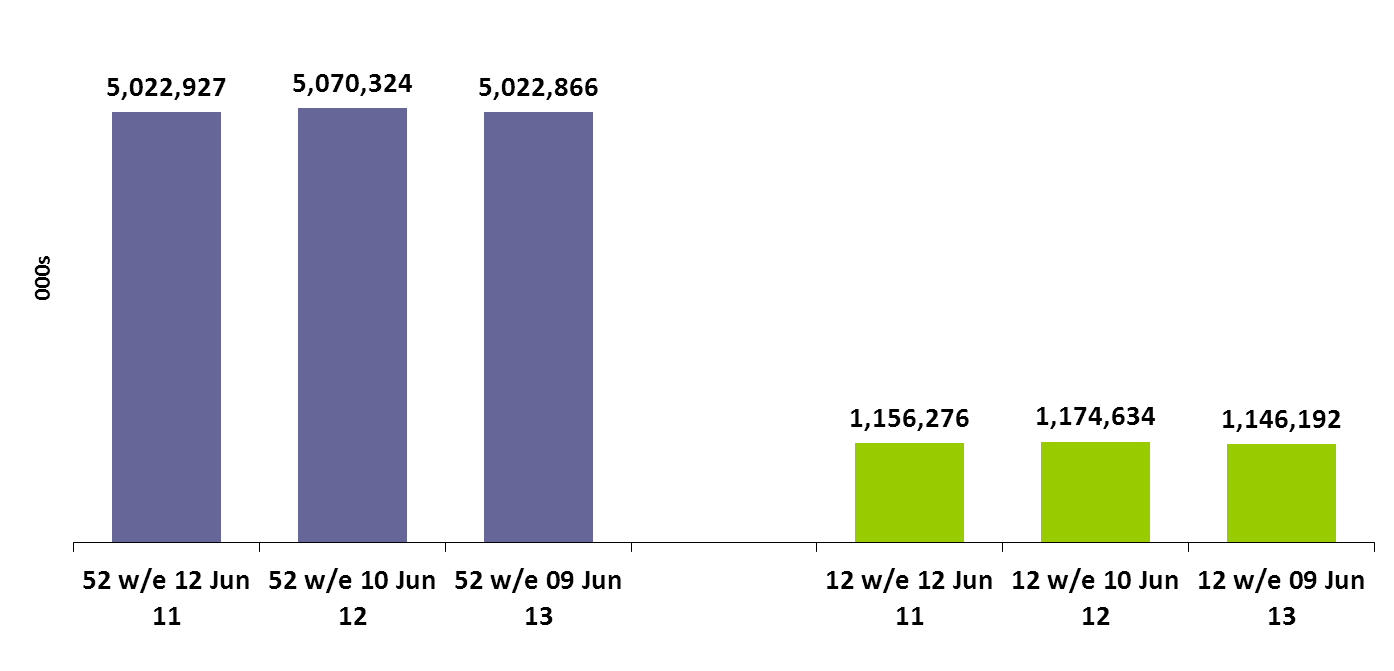 5,022,927
5,070,324
5,022,866
1,156,276
1,174,634
1,146,192
000s
52 w/e 12 Jun
11
52 w/e 10 Jun
12
52 w/e 09 Jun
13
12 w/e 12 Jun
11
12 w/e 10 Jun
12
12 w/e 09 Jun
13